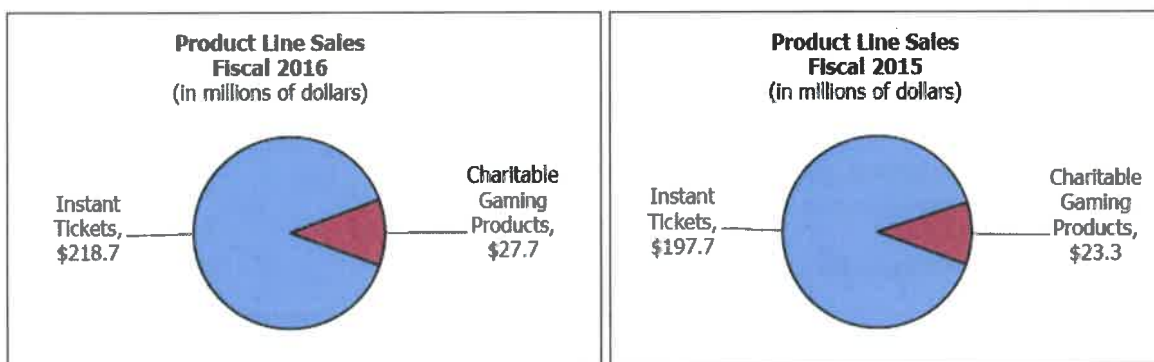 Product Line Sales
Fiscal 2016
(in millions of dollars)
Instant
Tickets,
$218.7
Charitable
Gaming
Products,
$27.7
Product Line Sales
Fiscal 2015
(in millions of dollars)
Instant
Tickets,
$197.7
Charitable
Gaming
Products,
$23.3